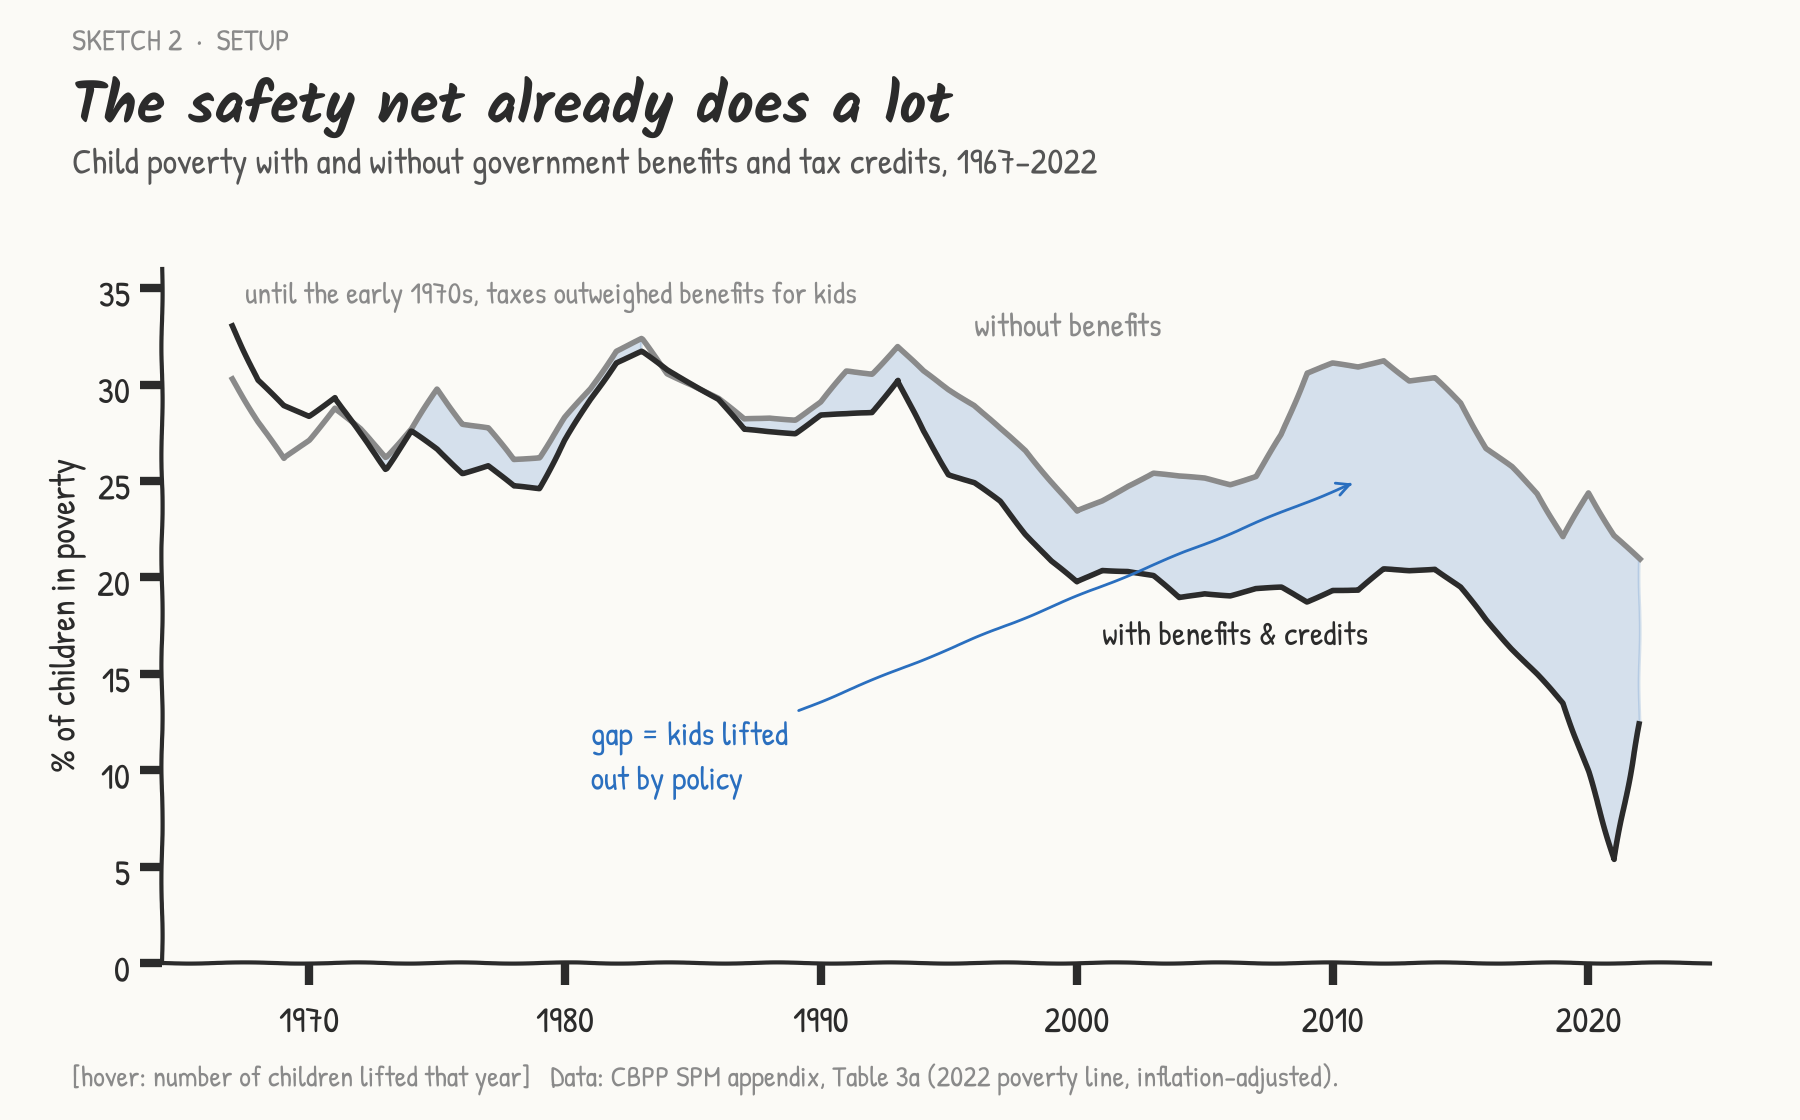 SKETCH 2 · SETUP
The safety net already does a lot
Child poverty with and without government benefits and tax credits, 1967–2022
until the early 1970s, taxes outweighed benefits for kids
without benefits
with benefits & credits
gap = kids lifted
out by policy
% of children in poverty
35
30
25
20
15
10
5
0
1970
1980
1990
2000
2010
2020
[hover: number of children lifted that year] Data: CBPP SPM appendix, Table 3a (2022 poverty line, inflation-adjusted).